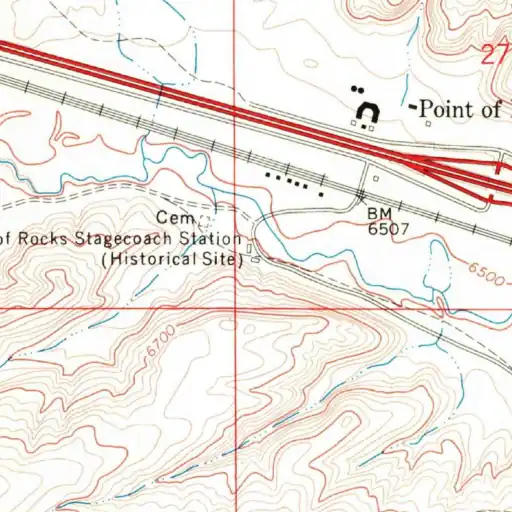 27
Point of
Cem
BM
6507
of Rocks Stagecoach Station
(Historical Site)
6500
6700